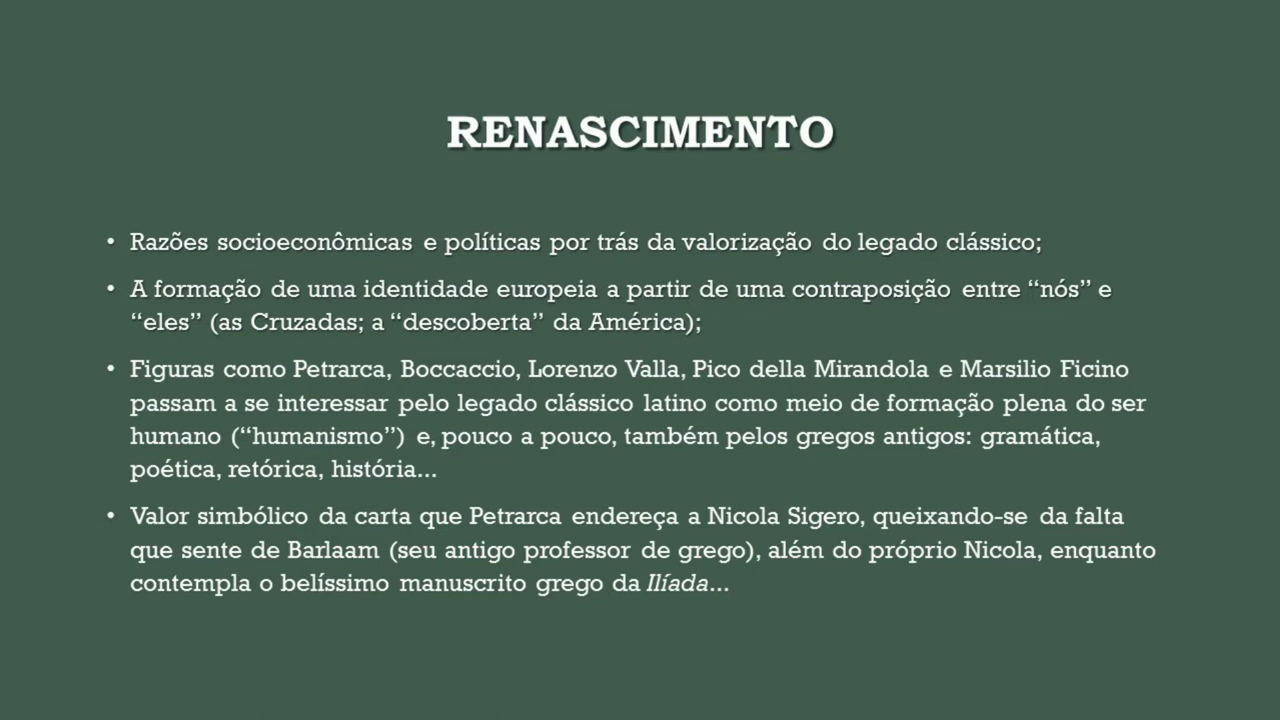 RENASCIMENTO
• Razões socioeconômicas e políticas por trás da valorização do legado clássico;
• A formação de uma identidade europeia a partir de uma contraposição entre “nós” e
“eles” (as Cruzadas; a “descoberta” da América);
• Figuras como Petrarca, Boccaccio, Lorenzo Valla, Pico della Mirandola e Marsilio Ficino
passam a se interessar pelo legado clássico latino como meio de formação plena do ser
humano (“humanismo”) e, pouco a pouco, também pelos gregos antigos: gramática,
poética, retórica, história...
• Valor simbólico da carta que Petrarca endereça a Nicola Sigero, queixando-se da falta
que sente de Barlaam (seu antigo professor de grego), além do próprio Nicola, enquanto
contempla o belíssimo manuscrito grego da Ilíada...